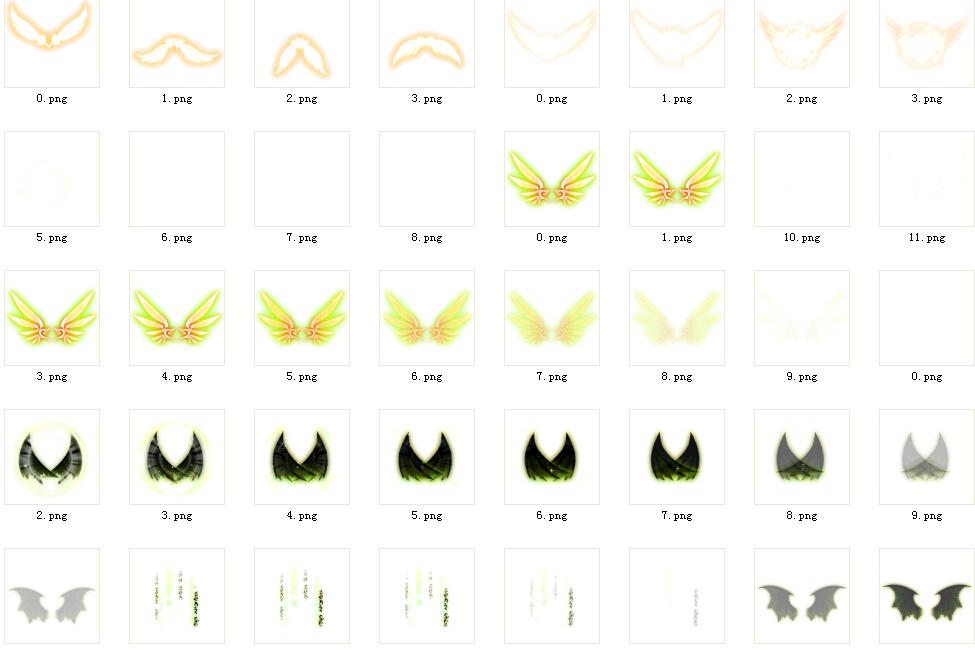 0. png 1. png 2. png 3. png 0. png 1. png 2. png 3. png
5. png 6. png 7. png 8. png 0. png 1. png 10. png 11. png
3. png 4. png 5. png 6. png 7. png 8. png 9. png 0. png
2. png 3. png 4. png 5. png 6. png 7. png 8. png 9. png